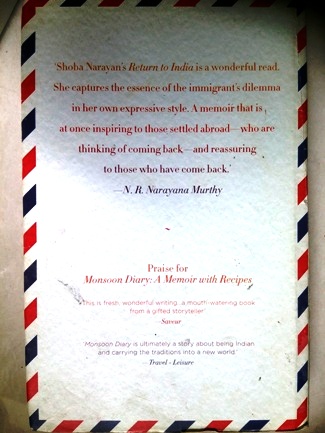 'Shoba Narayan's Return to India is a wonderful read.
She captures the essence of the immigrant's dilemma
in her own expressive style. A memoir that is
at once inspiring to those settled abroad—who are
thinking of coming back—and reassuring
to those who have come back.'
—N. R. Narayana Murthy
Praise for
Monsoon Diary: A Memoir with Recipes
'This is fresh, wonderful writing...a mouth-watering book
from a gifted storyteller'
—Saveur
'Monsoon Diary is ultimately a story about being Indian
and carrying the traditions into a new world'
—Travel + Leisure